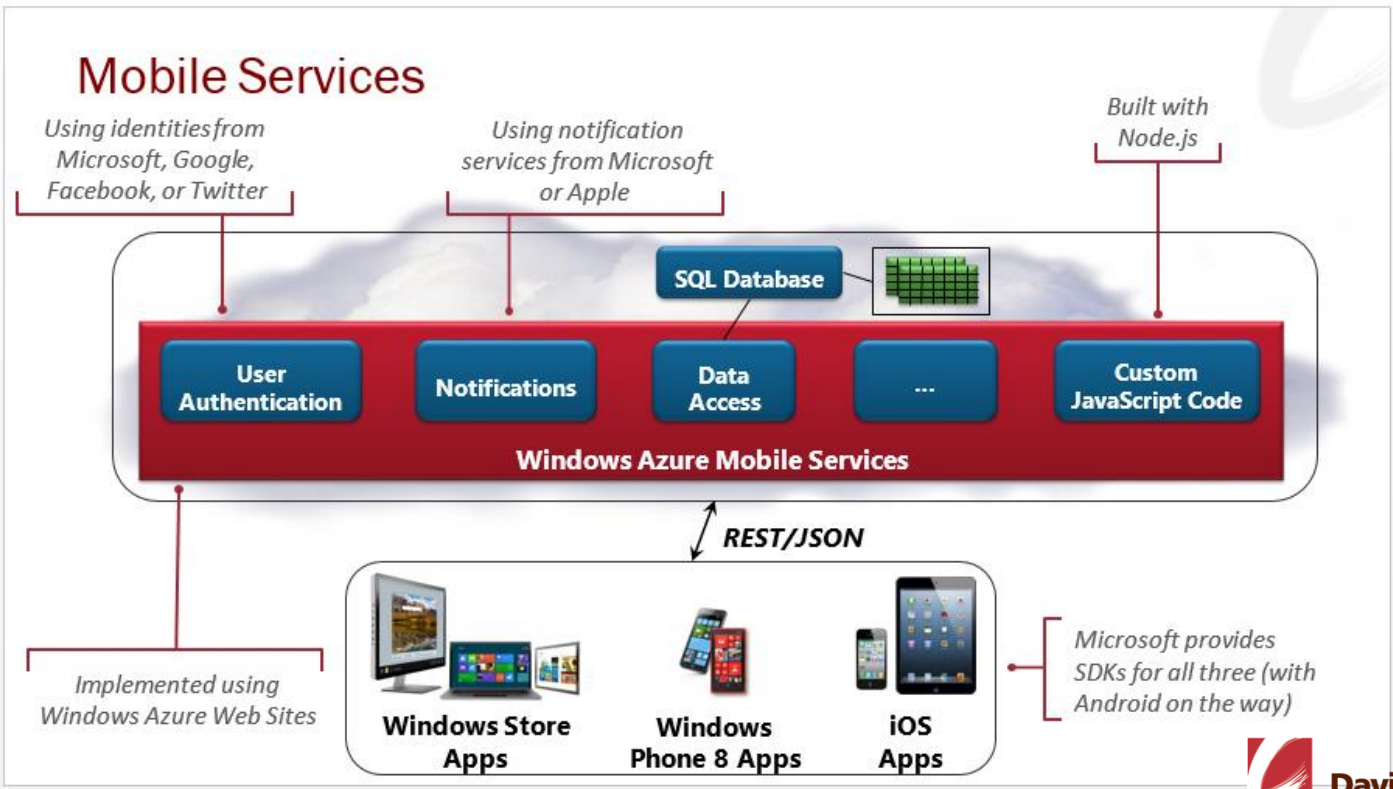 Mobile Services
Using identities from
Microsoft, Google,
Facebook, or Twitter
Using notification
services from Microsoft
or Apple
Built with
Node.js
SQL Database
User
Authentication
Notifications
Data
Access
...
Custom
JavaScript Code
Windows Azure Mobile Services
REST/JSON
Implemented using
Windows Azure Web Sites
Windows Store
Apps
Windows
Phone 8 Apps
iOS
Apps
Microsoft provides
SDKs for all three (with
Android on the way)